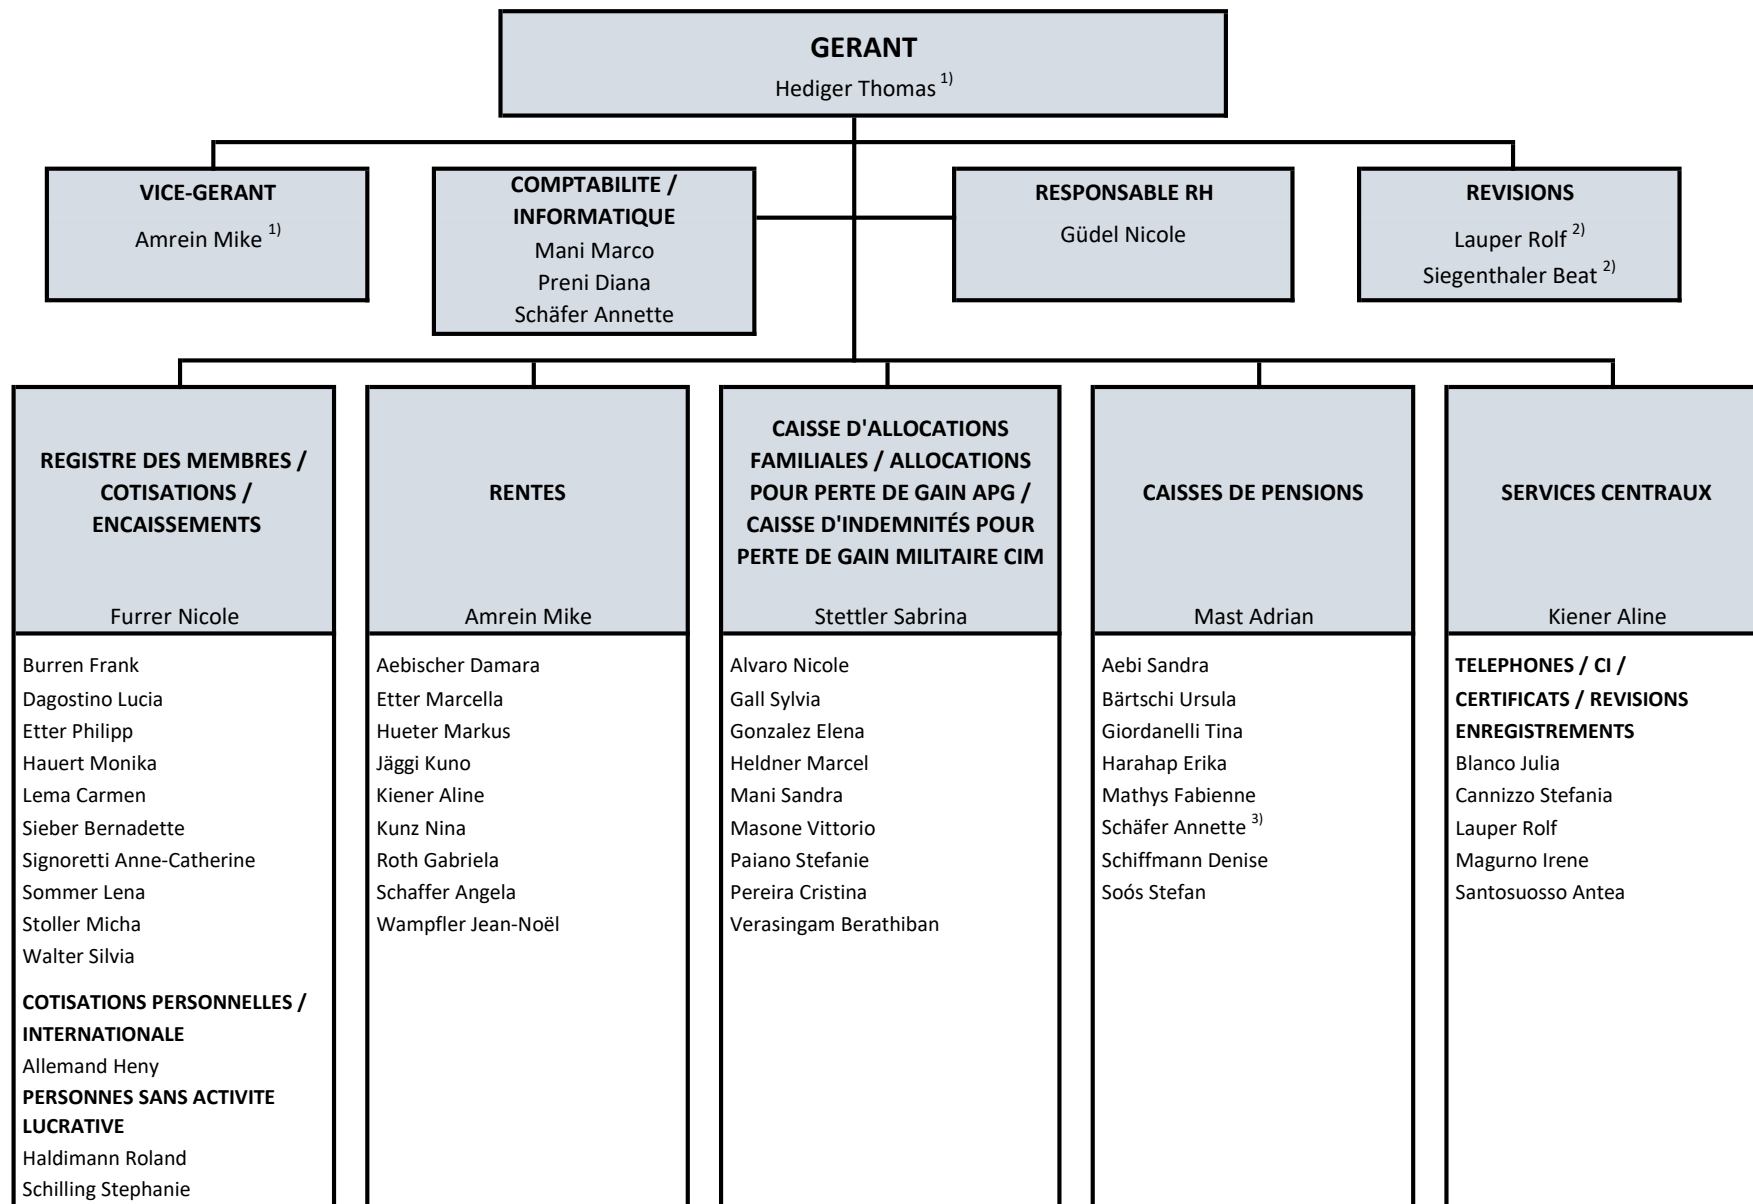 GERANT
Hediger Thomas 1)
VICE-GERANT
Amrein Mike 1)
COMPTABILITE /
INFORMATIQUE
Mani Marco
Preni Diana
Schäfer Annette
RESPONSABLE RH
Güdel Nicole
REVISIONS
Lauper Rolf 2)
Siegenthaler Beat 2)
REGISTRE DES MEMBRES /
COTISATIONS /
ENCAISSEMENTS
Furrer Nicole
Burren Frank
Dagostino Lucia
Etter Philipp
Hauert Monika
Lema Carmen
Sieber Bernadette
Signoretti Anne-Catherine
Sommer Lena
Stoller Micha
Walter Silvia
COTISATIONS PERSONNELLES /
INTERNATIONALE
Allemand Heny
PERSONNES SANS ACTIVITE
LUCRATIVE
Haldimann Roland
Schilling Stephanie
RENTES
Amrein Mike
Aebischer Damara
Etter Marcella
Hueter Markus
Jäggi Kuno
Kiener Aline
Kunz Nina
Roth Gabriela
Schaffer Angela
Wampfler Jean-Noël
CAISSE D'ALLOCATIONS
FAMILIALES / ALLOCATIONS
POUR PERTE DE GAIN APG /
CAISSE D'INDEMNITÉS POUR
PERTE DE GAIN MILITAIRE CIM
Stettler Sabrina
Alvaro Nicole
Gall Sylvia
Gonzalez Elena
Heldner Marcel
Mani Sandra
Masone Vittorio
Paiano Stefanie
Pereira Cristina
Verasingam Berathiban
CAISSES DE PENSIONS
Mast Adrian
Aebi Sandra
Bärtschi Ursula
Giordanelli Tina
Harahap Erika
Mathys Fabienne
Schäfer Annette 3)
Schiffmann Denise
Soós Stefan
SERVICES CENTRAUX
Kiener Aline
TELEPHONES / CI /
CERTIFICATS / REVISIONS
ENREGISTREMENTS
Blanco Julia
Cannizzo Stefania
Lauper Rolf
Magurno Irene
Santosuosso Antea